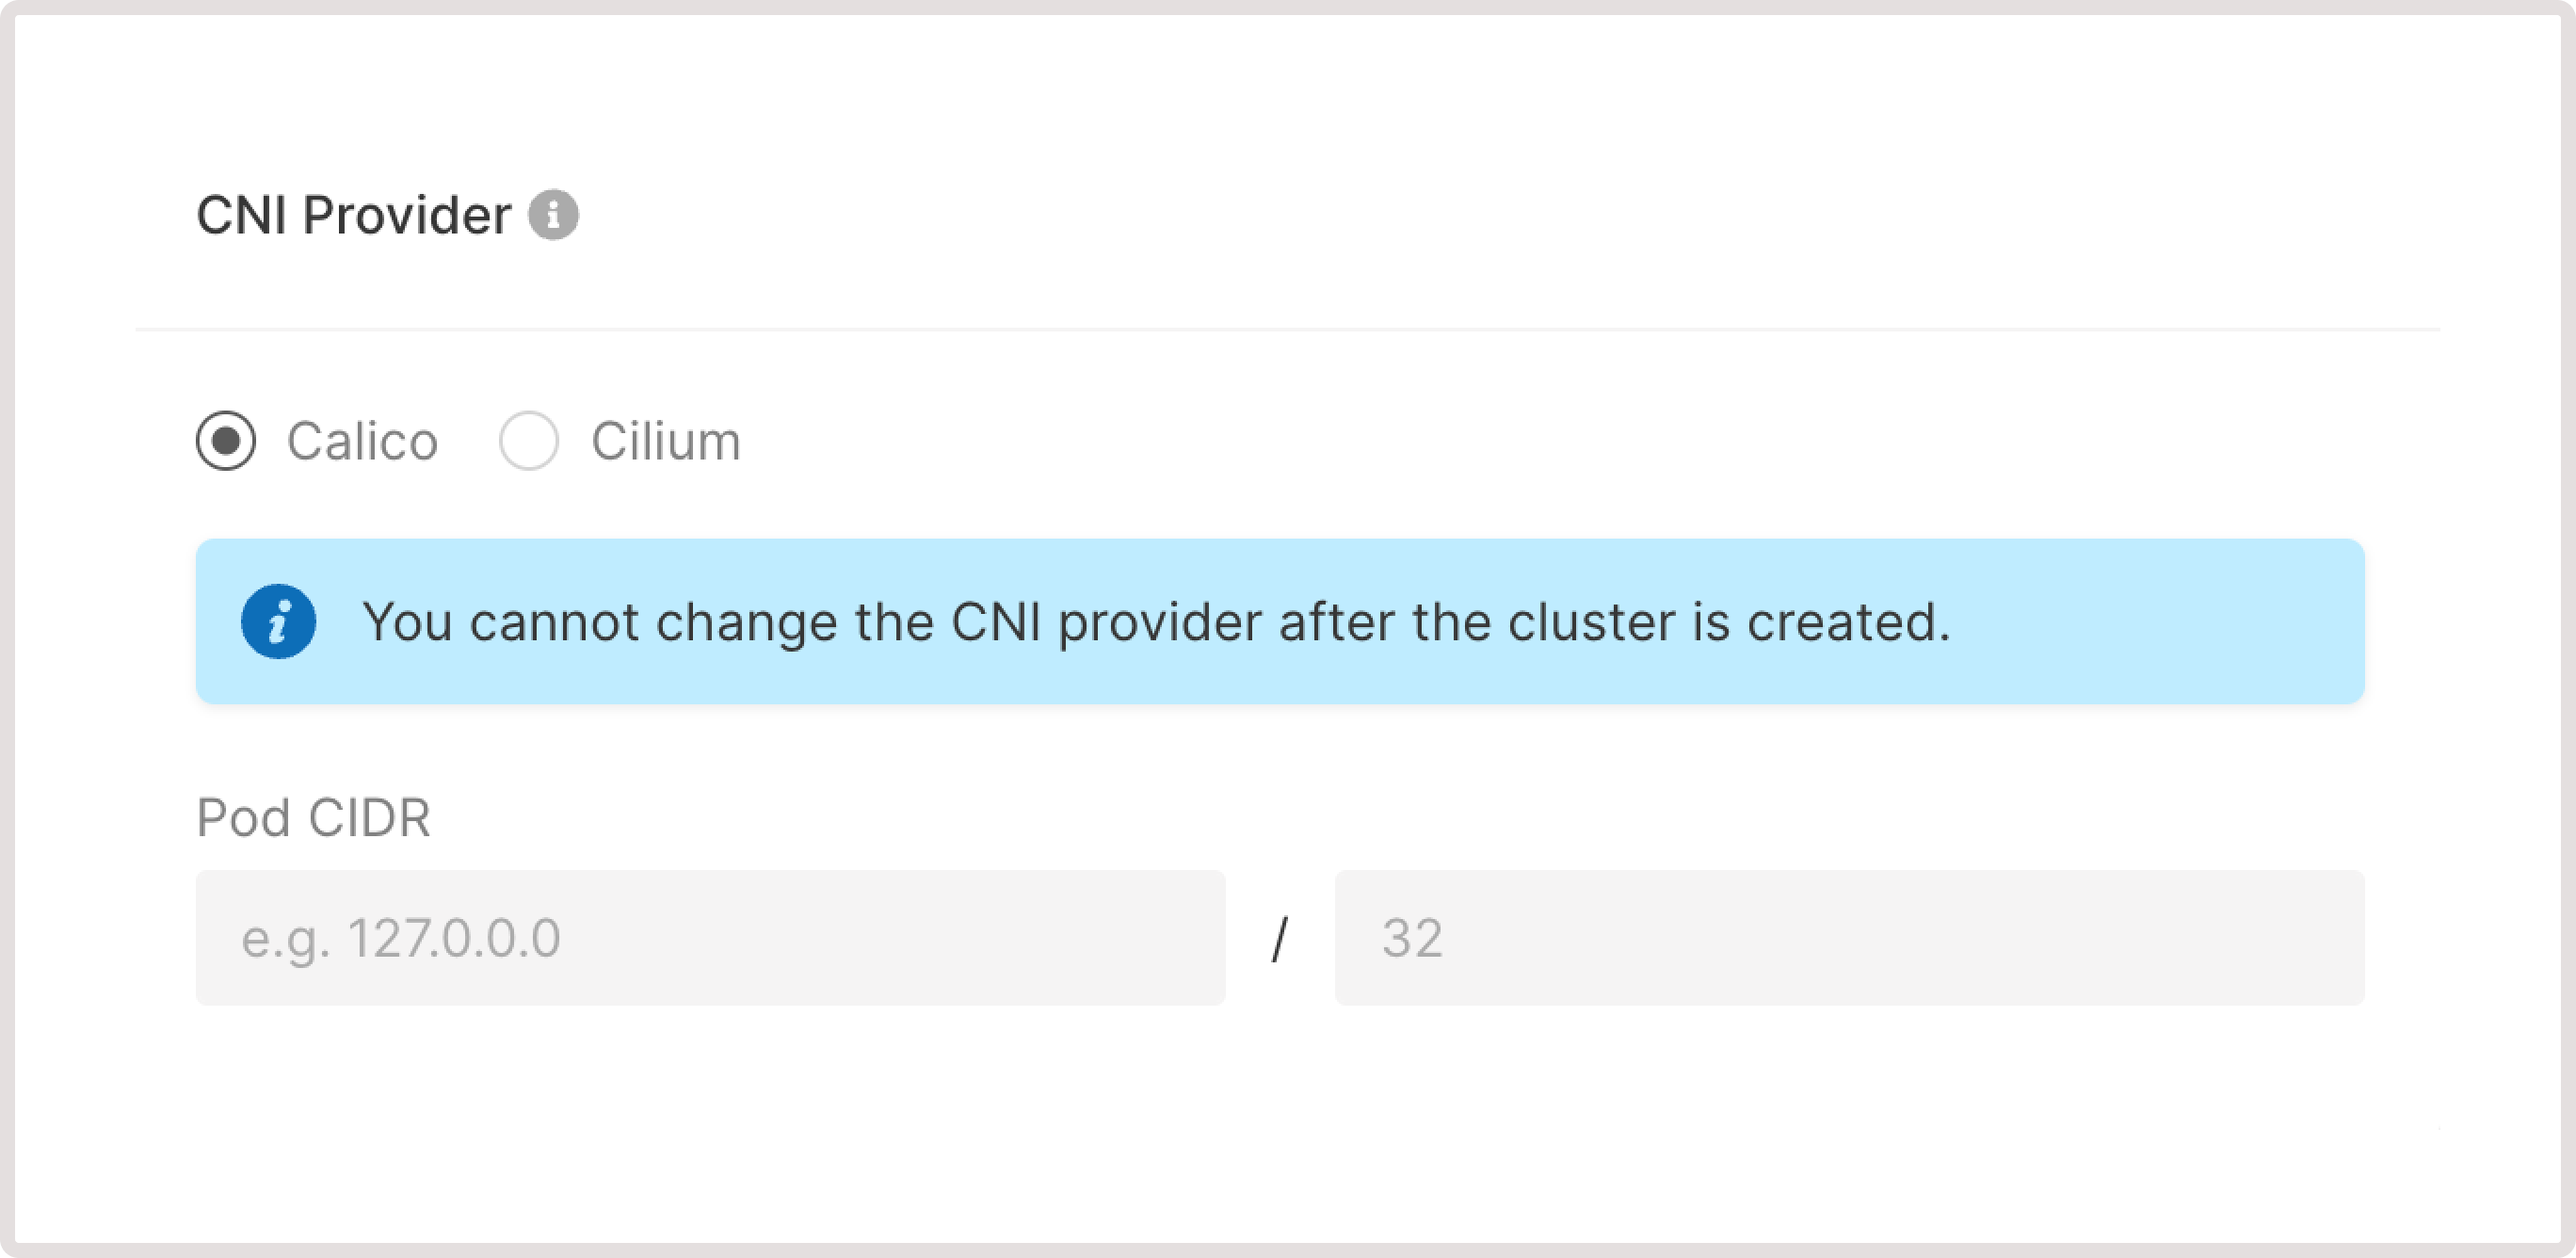 CNI Provider
Calico Cilium
You cannot change the CNI provider after the cluster is created.
Pod CIDR
e.g. 127.0.0.0 / 32